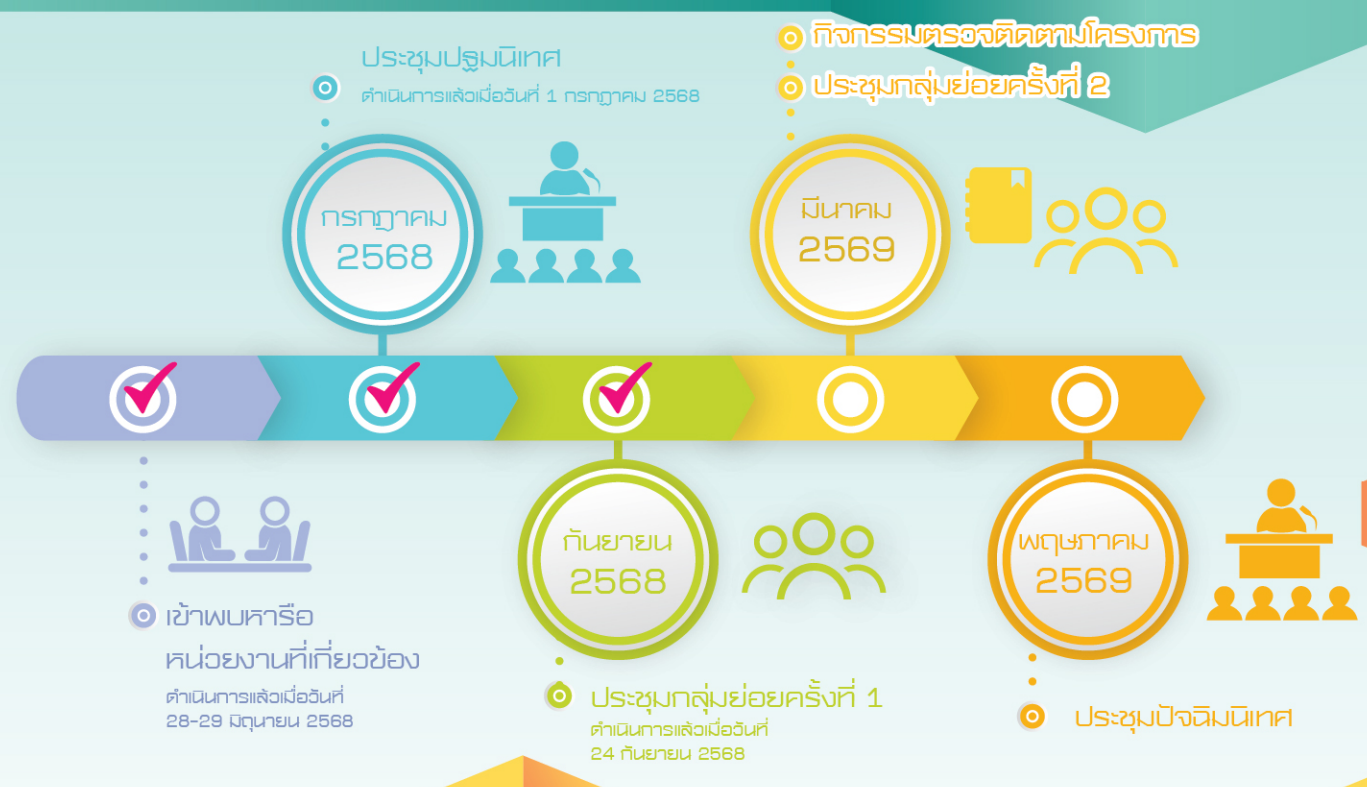 ประชุมปฐมนิเทศ
ดำเนินการแล้วเมื่อวันที่ 1 กรกฎาคม 2568
กิจกรรมตรวจติดตามโครงการ
ประชุมกลุ่มย่อยครั้งที่ 2
กรกฎาคม
2568
มีนาคม
2569
กันยายน
2568
พฤษภาคม
2569
เข้าพบหารือ
หน่วยงานที่เกี่ยวข้อง
ดำเนินการแล้วเมื่อวันที่
28-29 มิถุนายน 2568
ประชุมกลุ่มย่อยครั้งที่ 1
ดำเนินการแล้วเมื่อวันที่
24 กันยายน 2568
ประชุมปัจฉิมนิเทศ